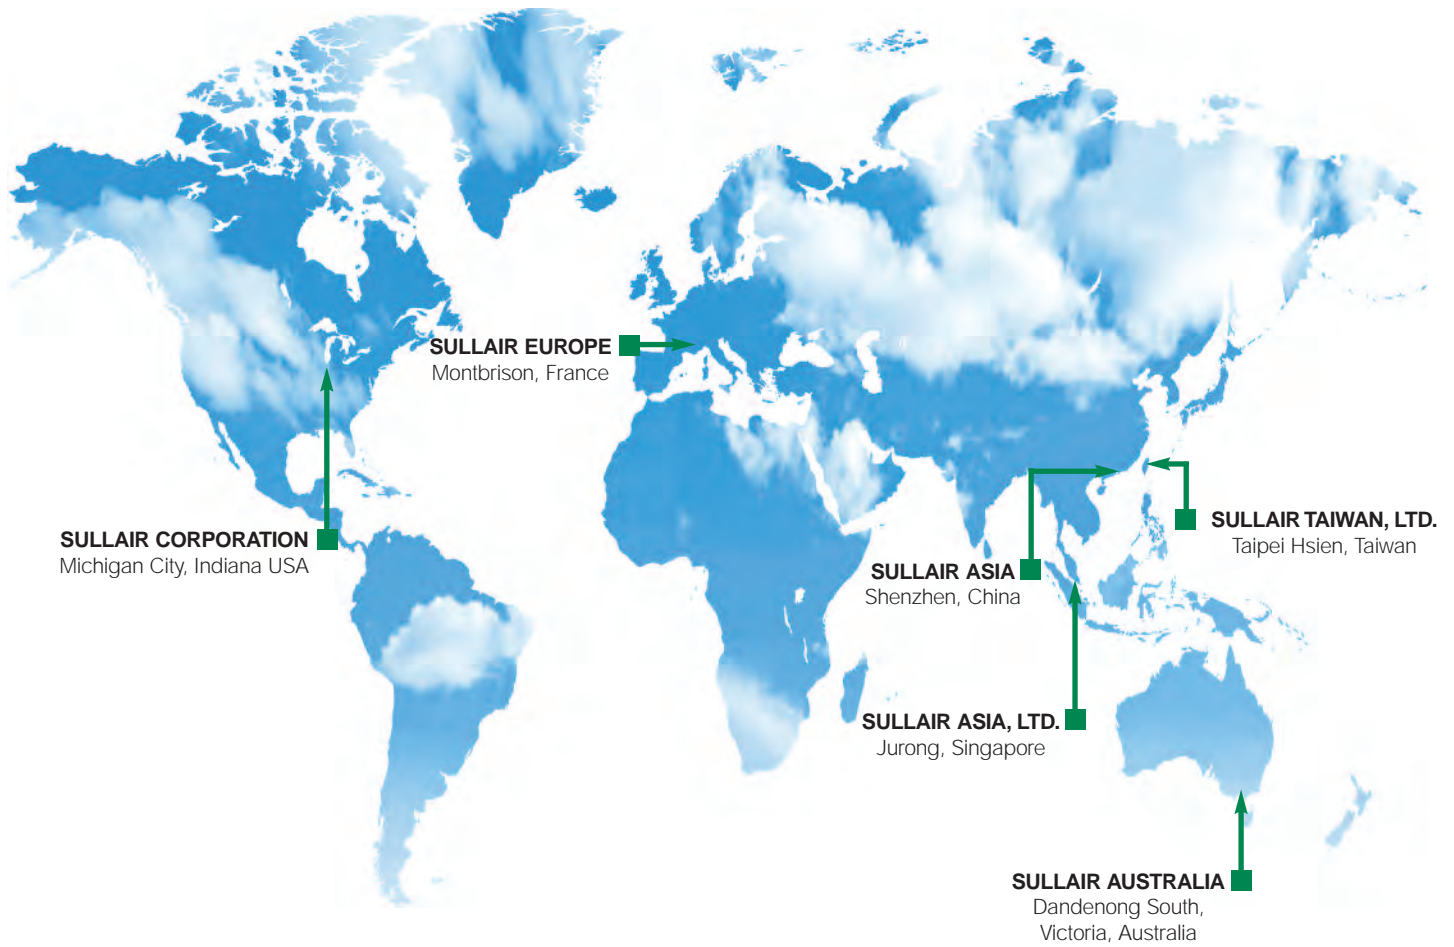 SULLAIR EUROPE
Montbrison, France
SULLAIR CORPORATION
Michigan City, Indiana USA
SULLAIR TAIWAN, LTD.
Taipei Hsien, Taiwan
SULLAIR ASIA
Shenzhen, China
SULLAIR ASIA, LTD.
Jurong, Singapore
SULLAIR AUSTRALIA
Dandenong South,
Victoria, Australia